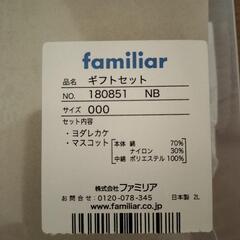 familiar
品名 ギフトセット
NO. 180851 NB
サイズ 000
セット内容
・ヨダレカケ
・マスコット 本体 綿 70%
ナイロン 30%
中綿 ポリエステル 100%
株式会社 ファミリア
お問合せ: 0120-078-345
www.familiar.co.jp 日本製 2L